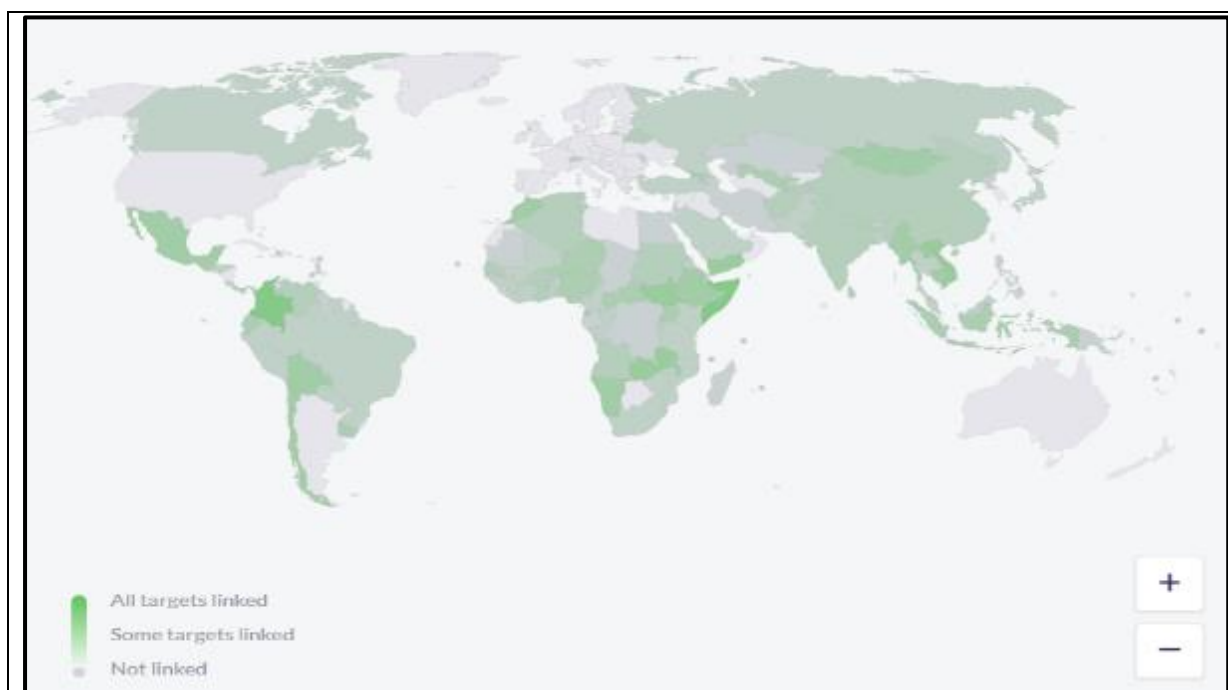 All targets linked
Some targets linked
Not linked
+
−